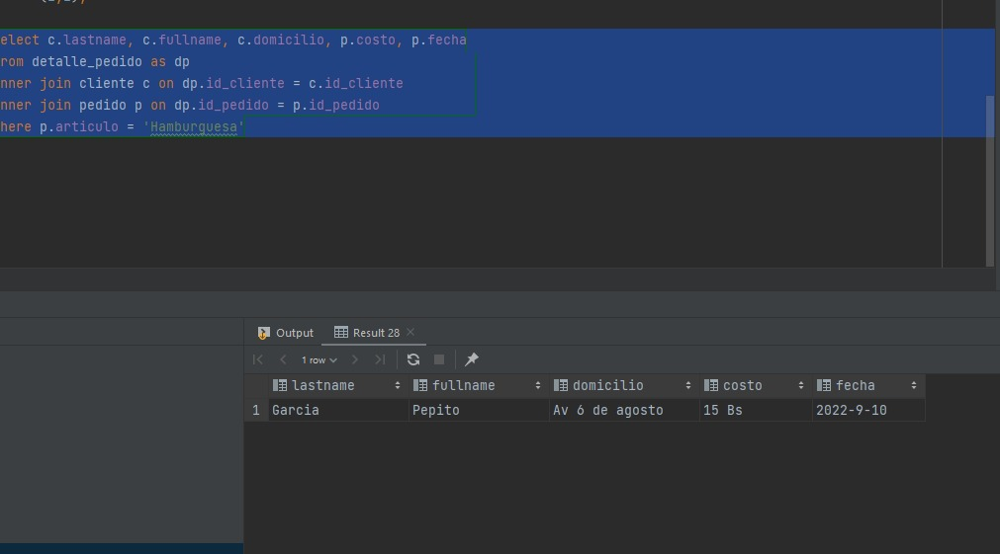 elect c.lastname, c.fullname, c.domicilio, p.costo, p.fecha
rom detalle_pedido as dp
nner join cliente c on dp.id_cliente = c.id_cliente
nner join pedido p on dp.id_pedido = p.id_pedido
here p.articulo = 'Hamburguesa'
Output Result 28
1 row
lastname fullname domicilio costo fecha
1 Garcia Pepito Av 6 de agosto 15 Bs 2022-9-10